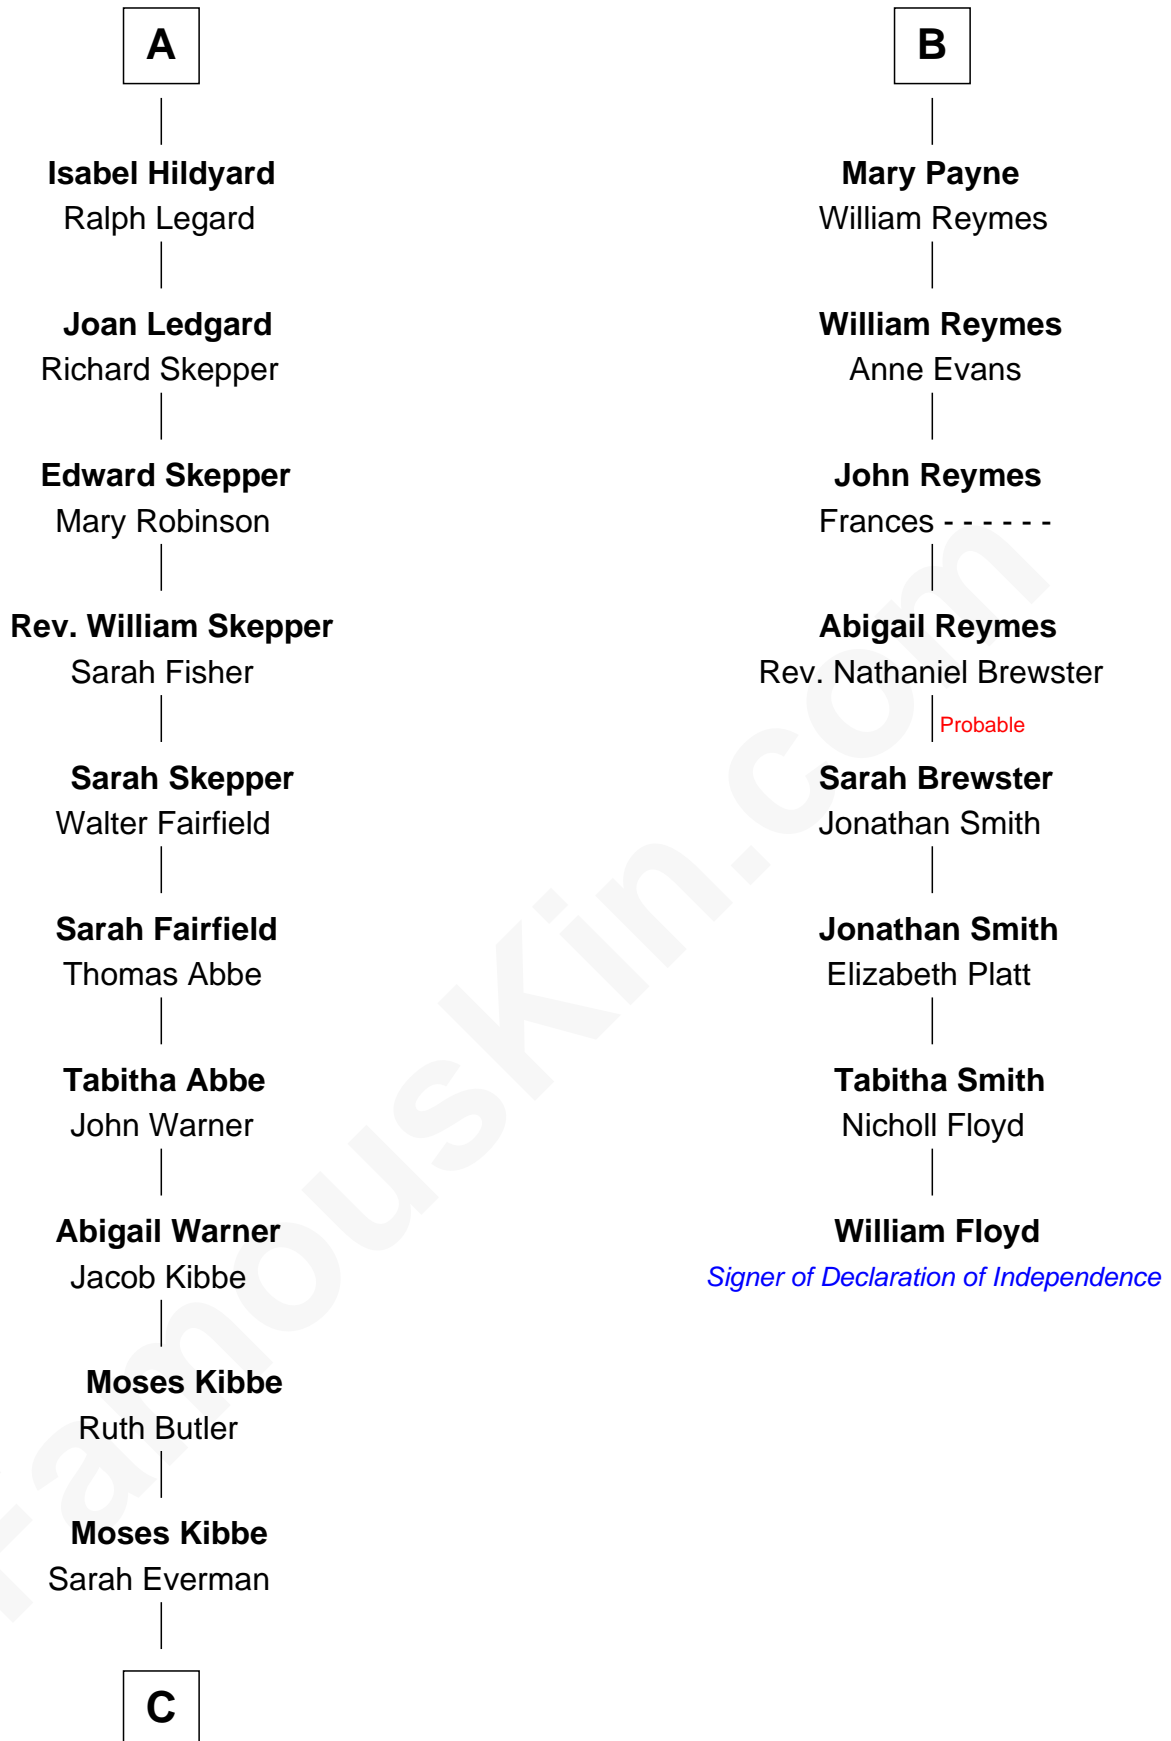 A
Isabel Hildyard
Ralph Legard
Joan Ledgard
Richard Skepper
Edward Skepper
Mary Robinson
Rev. William Skepper
Sarah Fisher
Sarah Skepper
Walter Fairfield
Sarah Fairfield
Thomas Abbe
Tabitha Abbe
John Warner
Abigail Warner
Jacob Kibbe
Moses Kibbe
Ruth Butler
Moses Kibbe
Sarah Everman
C
B
Mary Payne
William Reymes
William Reymes
Anne Evans
John Reymes
Frances - - - - - -
Abigail Reymes
Rev. Nathaniel Brewster
Probable
Sarah Brewster
Jonathan Smith
Jonathan Smith
Elizabeth Platt
Tabitha Smith
Nicholl Floyd
William Floyd
Signer of Declaration of Independence
FamousKin.com